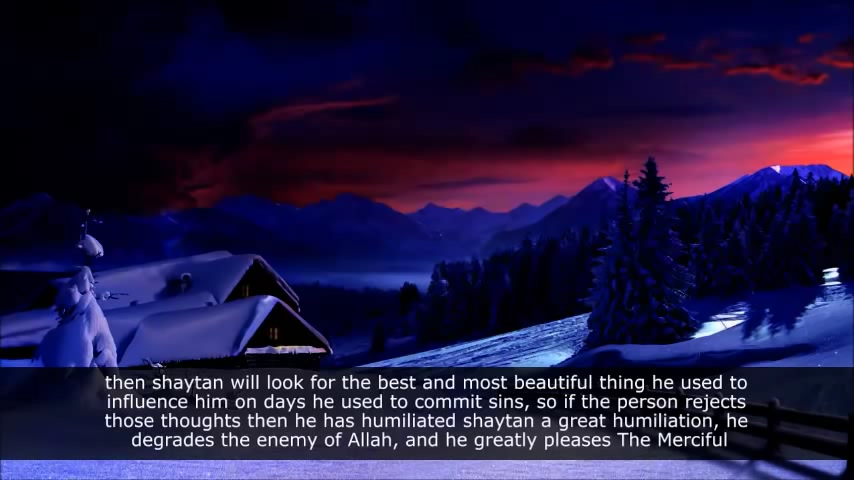 then shaytan will look for the best and most beautiful thing he used to
influence him on days he used to commit sins, so if the person rejects
those thoughts then he has humiliated shaytan a great humiliation, he
degrades the enemy of Allah, and he greatly pleases The Merciful